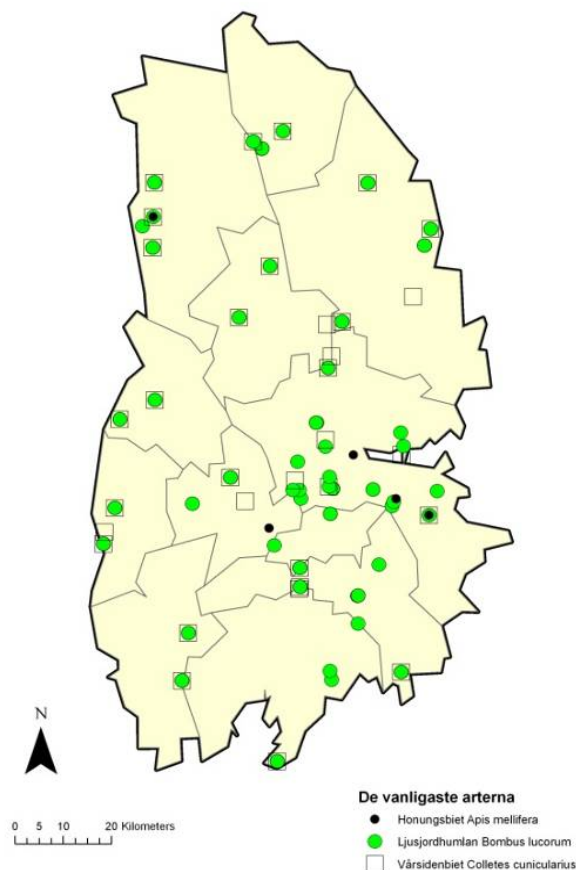 N
0 5 10 20 Kilometers
De vanligaste arterna
Honungsbiet Apis mellifera
Ljusjordhumlan Bombus lucorum
Vårsidenbiet Colletes cunicularius